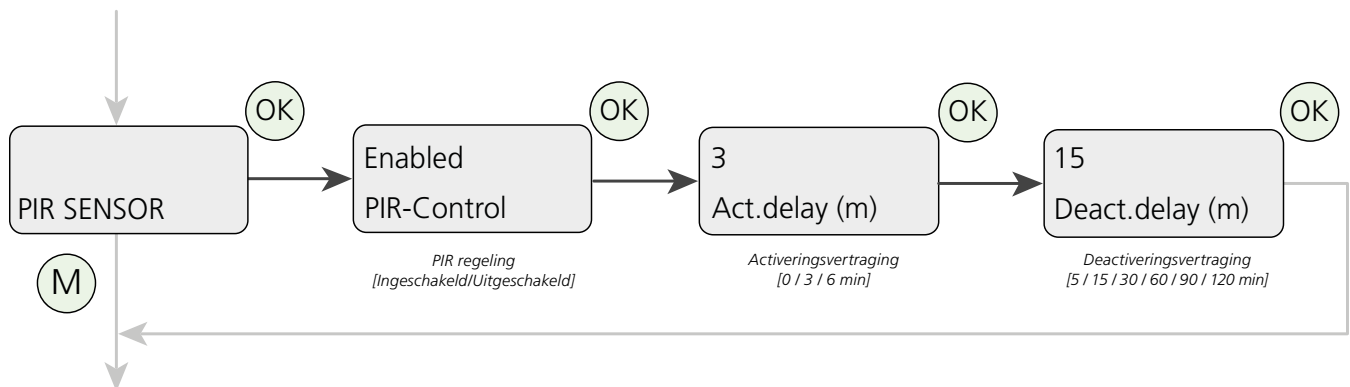 OK
OK
OK
OK
PIR SENSOR
Enabled
PIR-Control
3
Act.delay (m)
15
Deact.delay (m)
M
PIR regeling
[Ingeschakeld/Uitgeschakeld]
Activeringsvertraging
[0 / 3 / 6 min]
Deactiveringsvertraging
[5 / 15 / 30 / 60 / 90 / 120 min]